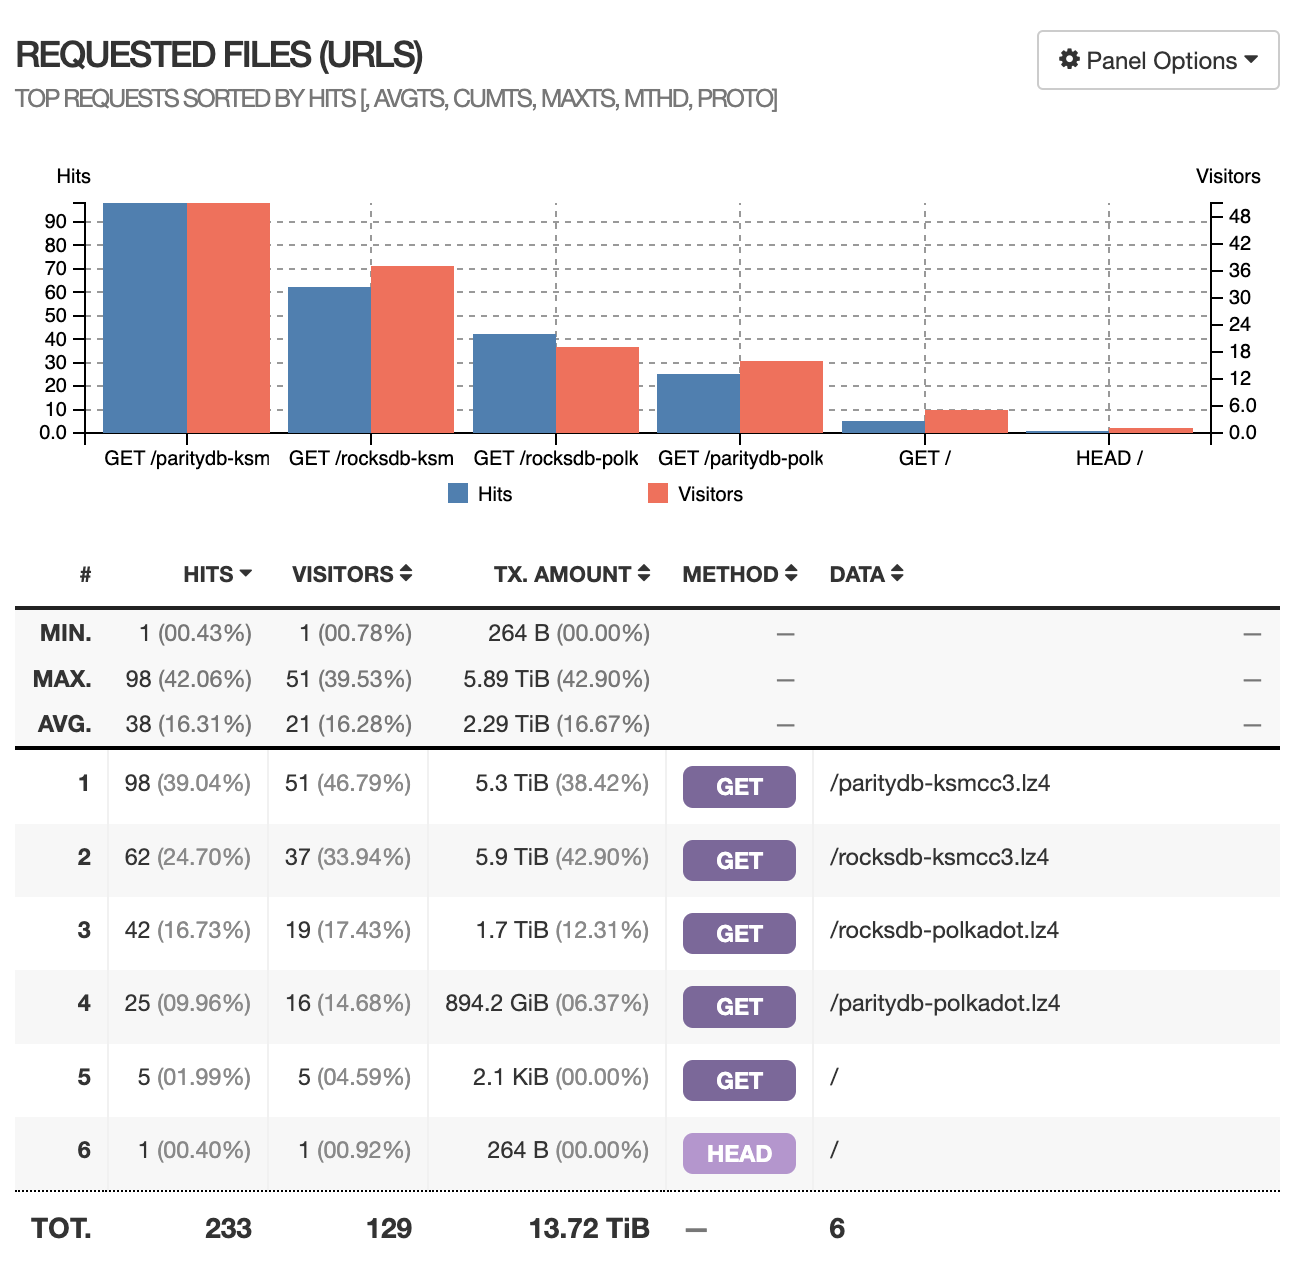 REQUESTED FILES (URLS)
Panel Options
TOP REQUESTS SORTED BY HITS [, AVGTS, CUMTS, MAXTS, MTHD, PROTO]
Hits
Visitors
90
80
70
60
50
40
30
20
10
0.0
48
42
36
30
24
18
12
6.0
0.0
GET /paritydb-ksm GET /rocksdb-ksm GET /rocksdb-polk GET /paritydb-polk GET / HEAD /
Hits Visitors
# HITS VISITORS TX. AMOUNT METHOD DATA
MIN. 1 (00.43%) 1 (00.78%) 264 B (00.00%) — —
MAX. 98 (42.06%) 51 (39.53%) 5.89 TiB (42.90%) — —
AVG. 38 (16.31%) 21 (16.28%) 2.29 TiB (16.67%) — —
1 98 (39.04%) 51 (46.79%) 5.3 TiB (38.42%) GET /paritydb-ksmcc3.lz4
2 62 (24.70%) 37 (33.94%) 5.9 TiB (42.90%) GET /rocksdb-ksmcc3.lz4
3 42 (16.73%) 19 (17.43%) 1.7 TiB (12.31%) GET /rocksdb-polkadot.lz4
4 25 (09.96%) 16 (14.68%) 894.2 GiB (06.37%) GET /paritydb-polkadot.lz4
5 5 (01.99%) 5 (04.59%) 2.1 KiB (00.00%) GET /
6 1 (00.40%) 1 (00.92%) 264 B (00.00%) HEAD /
TOT. 233 129 13.72 TiB — 6